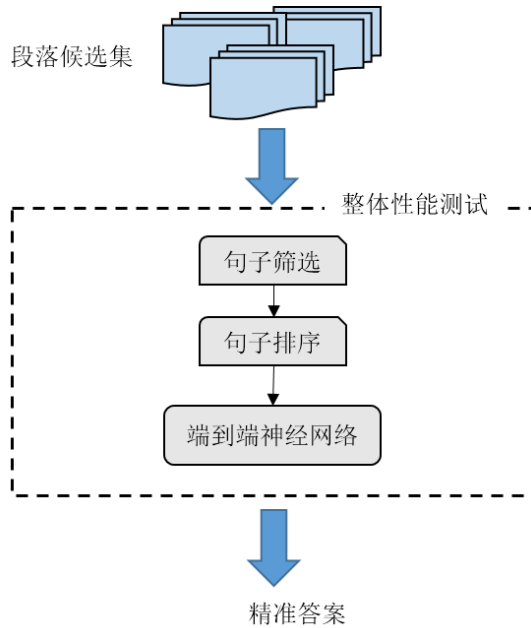 段落候选集
整体性能测试
句子筛选
句子排序
端到端神经网络
精准答案